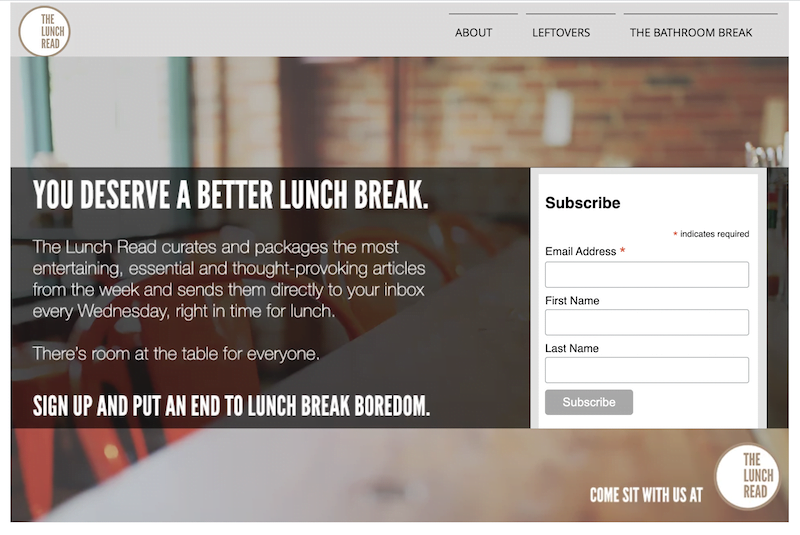 THE
LUNCH
READ
ABOUT
LEFTOVERS
THE BATHROOM BREAK
YOU DESERVE A BETTER LUNCH BREAK.
The Lunch Read curates and packages the most
entertaining, essential and thought-provoking articles
from the week and sends them directly to your inbox
every Wednesday, right in time for lunch.
There's room at the table for everyone.
SIGN UP AND PUT AN END TO LUNCH BREAK BOREDOM.
Subscribe
* indicates required
Email Address *
First Name
Last Name
Subscribe
COME SIT WITH US AT
THE
LUNCH
READ